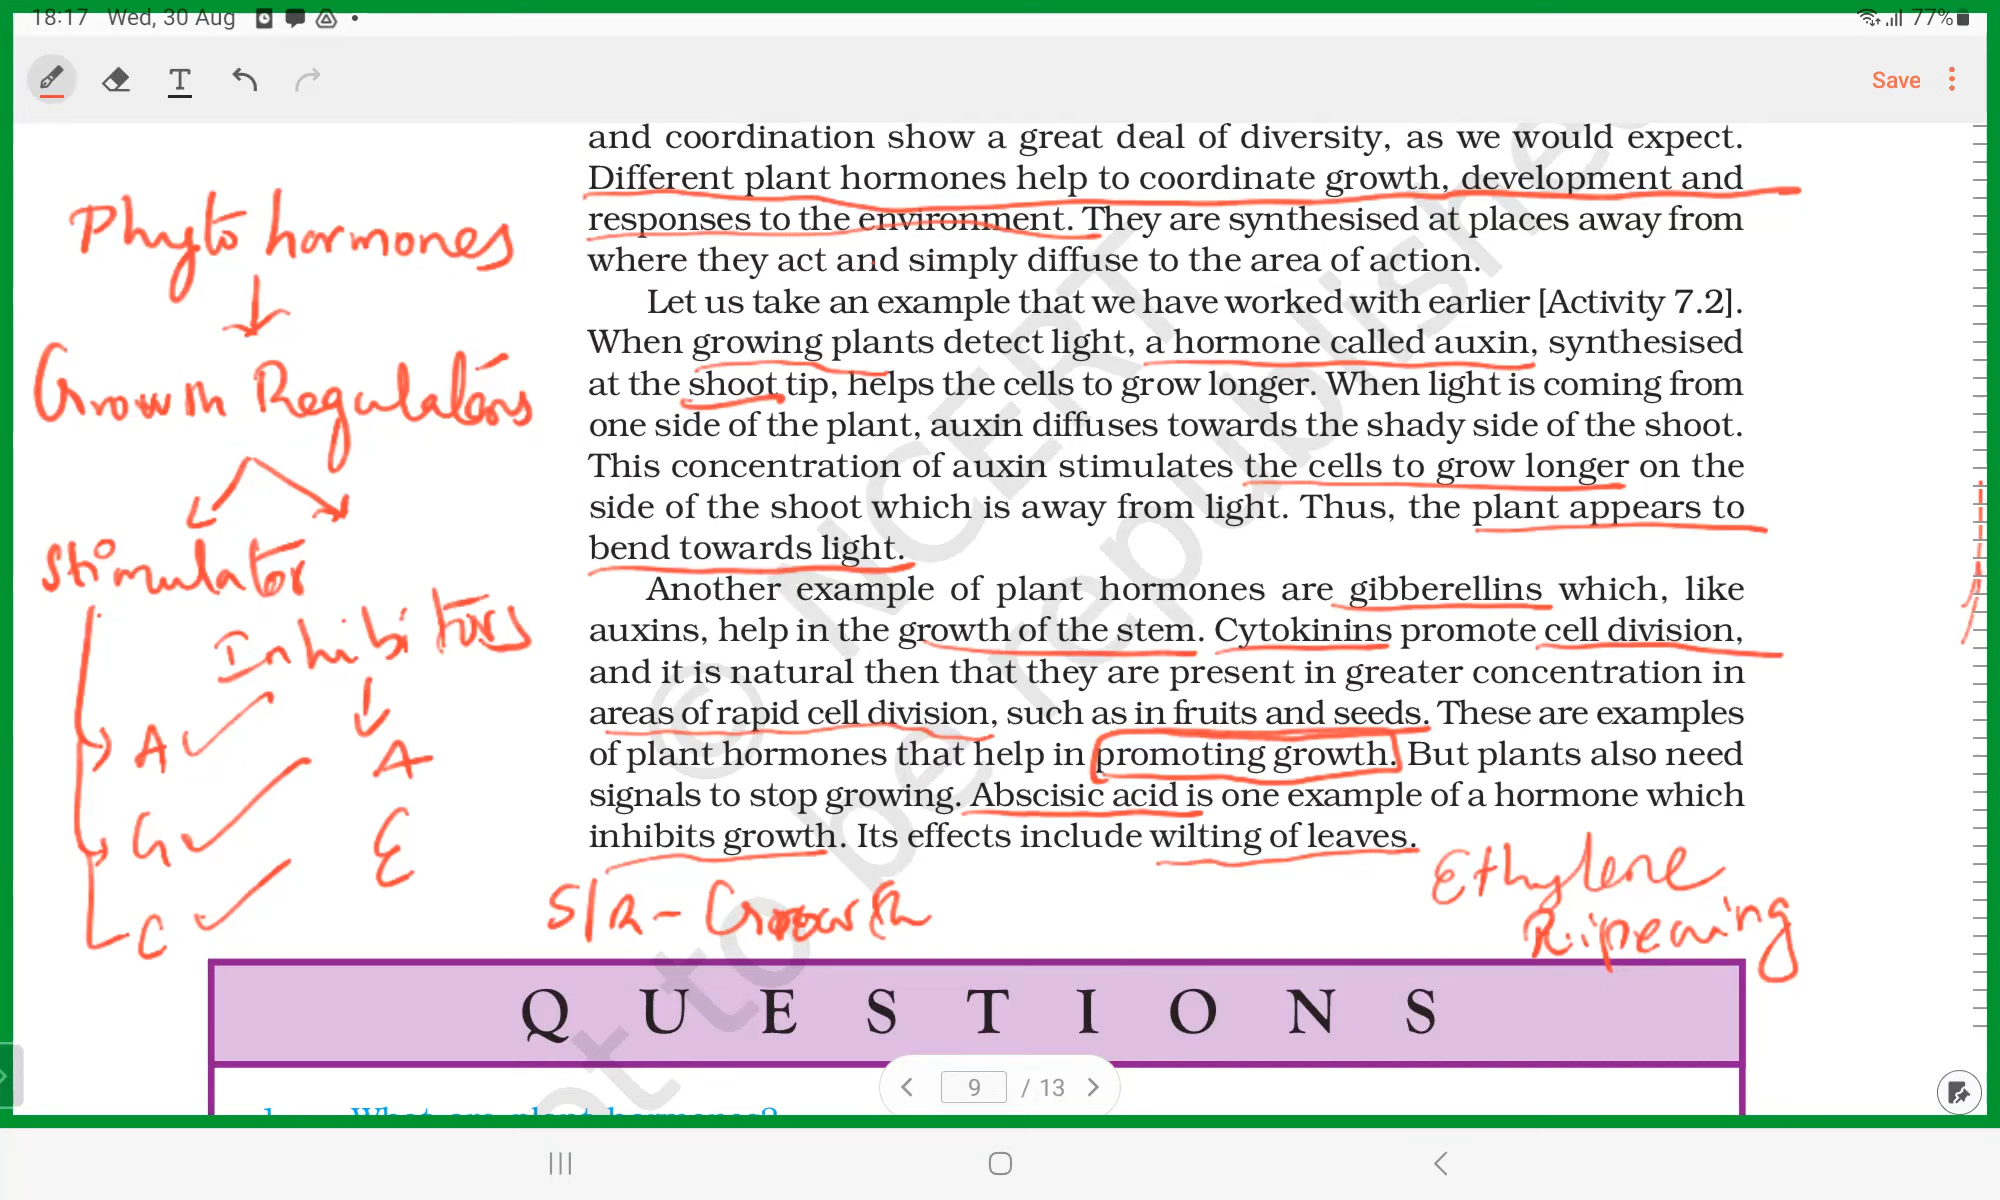 18:17 Wed, 30 Aug
77%
Save
and coordination show a great deal of diversity, as we would expect.
Different plant hormones help to coordinate growth, development and
responses to the environment. They are synthesised at places away from
where they act and simply diffuse to the area of action.
Let us take an example that we have worked with earlier [Activity 7.2].
When growing plants detect light, a hormone called auxin, synthesised
at the shoot tip, helps the cells to grow longer. When light is coming from
one side of the plant, auxin diffuses towards the shady side of the shoot.
This concentration of auxin stimulates the cells to grow longer on the
side of the shoot which is away from light. Thus, the plant appears to
bend towards light.
Another example of plant hormones are gibberellins which, like
auxins, help in the growth of the stem. Cytokinins promote cell division,
and it is natural then that they are present in greater concentration in
areas of rapid cell division, such as in fruits and seeds. These are examples
of plant hormones that help in promoting growth. But plants also need
signals to stop growing. Abscisic acid is one example of a hormone which
inhibits growth. Its effects include wilting of leaves.
Phyto hormones
Growth Regulators
Stimulator
Inhibitors
A
G
C
A
E
S/R - Growth
Ethylene
Ripening
© NCERT
not to be republished
QUESTIONS
1. What are plant hormones?
9 / 13